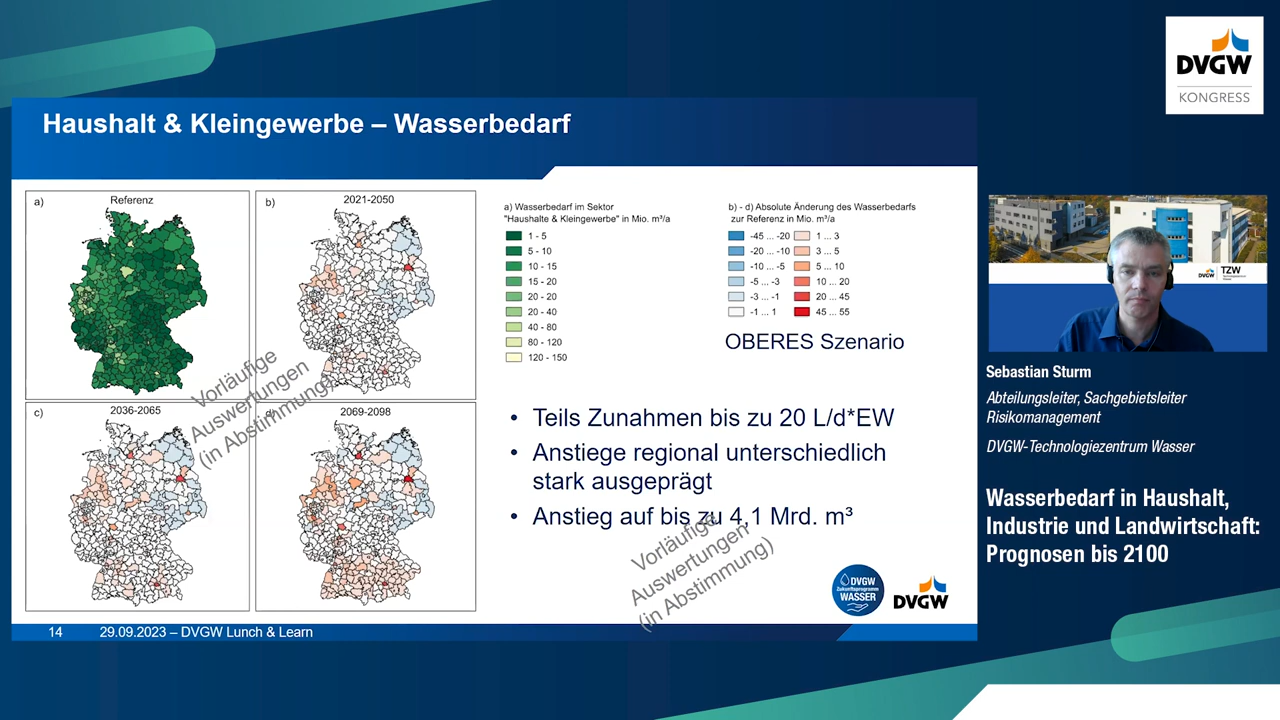 DVGW
KONGRESS
Haushalt & Kleingewerbe – Wasserbedarf
a)
Referenz
b)
2021-2050
c)
2036-2065
d)
2069-2098
Vorläufige
Auswertungen
(in Abstimmung)
a) Wasserbedarf im Sektor
"Haushalte & Kleingewerbe" in Mio. m³/a
1 - 5
5 - 10
10 - 15
15 - 20
20 - 20
20 - 40
40 - 80
80 - 120
120 - 150
b) - d) Absolute Änderung des Wasserbedarfs
zur Referenz in Mio. m³/a
-45 ... -20
-20 ... -10
-10 ... -5
-5 ... -3
-3 ... -1
-1 ... 1
1 ... 3
3 ... 5
5 ... 10
10 ... 20
20 ... 45
45 ... 55
OBERES Szenario
• Teils Zunahmen bis zu 20 L/d*EW
• Anstiege regional unterschiedlich
stark ausgeprägt
• Anstieg auf bis zu 4,1 Mrd. m³
Vorläufige
Auswertungen
(in Abstimmung)
DVGW
Zukunftsprogramm
WASSER
DVGW
14
29.09.2023 – DVGW Lunch & Learn
DVGW
TZW
Sebastian Sturm
Abteilungsleiter, Sachgebietsleiter
Risikomanagement
DVGW-Technologiezentrum Wasser
Wasserbedarf in Haushalt,
Industrie und Landwirtschaft:
Prognosen bis 2100